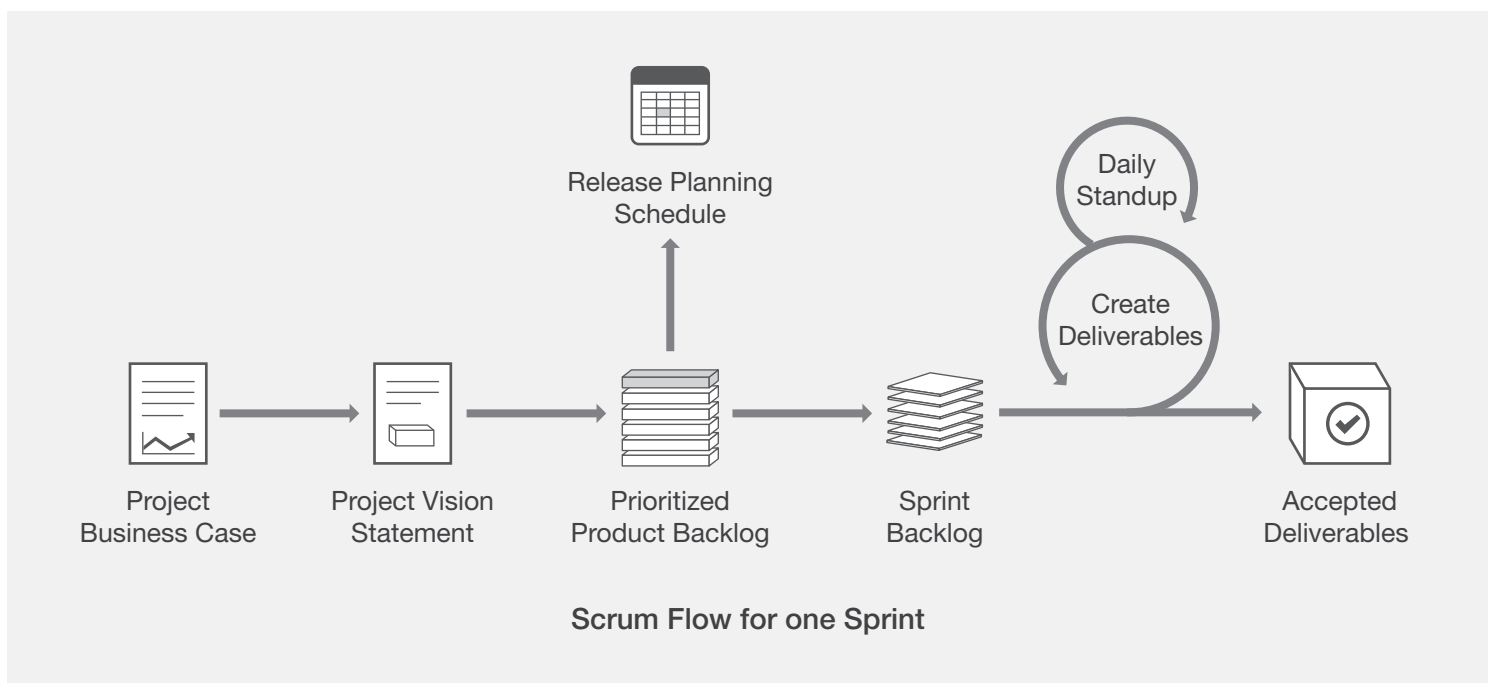 Release Planning
Schedule
Daily
Standup
Create
Deliverables
Project
Business Case
Project Vision
Statement
Prioritized
Product Backlog
Sprint
Backlog
Accepted
Deliverables
Scrum Flow for one Sprint